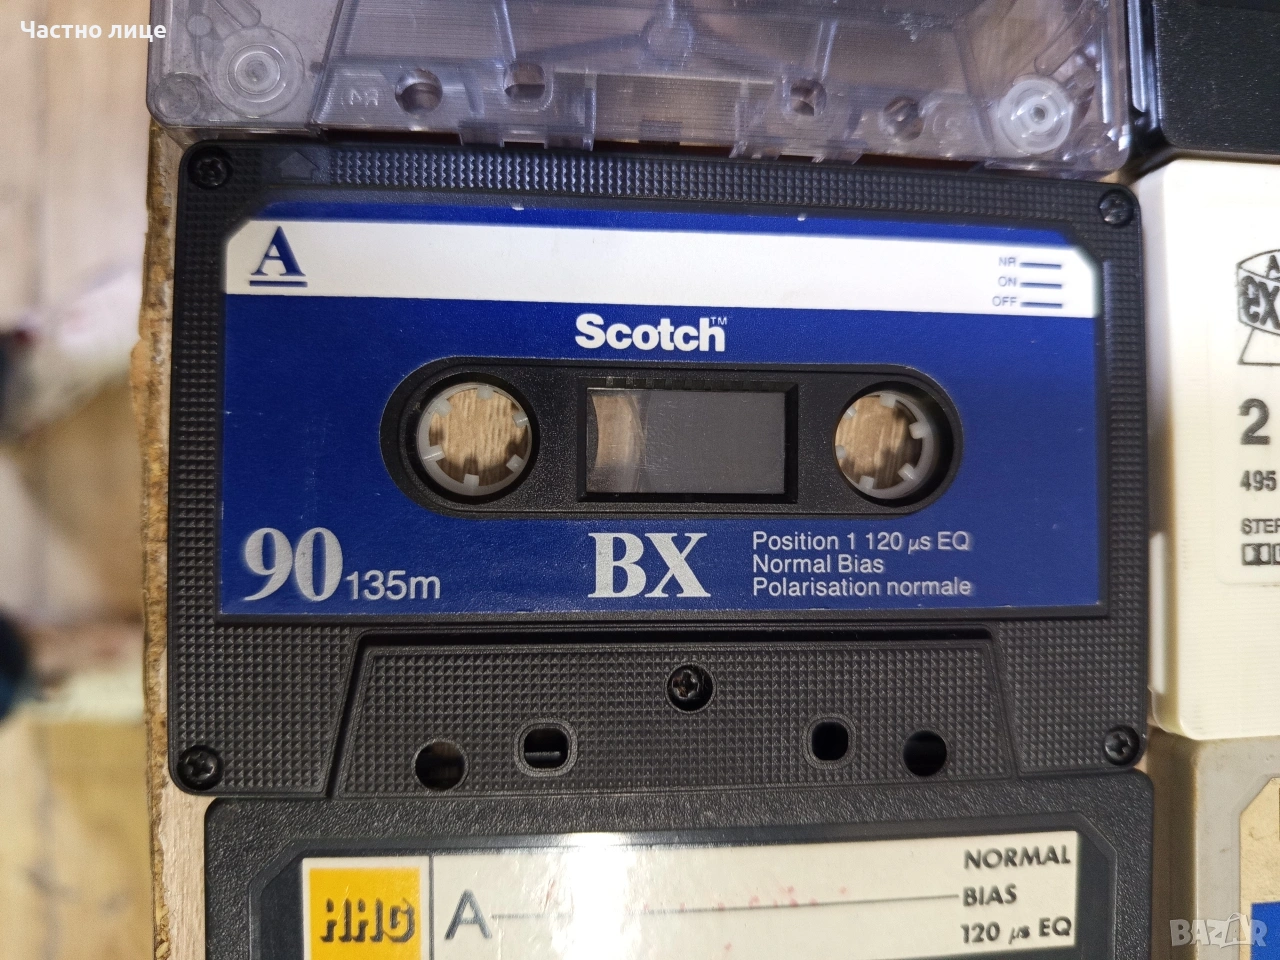 Частно лице
A
NR
ON
OFF
Scotch™
90 135m
BX
Position 1 120 µs EQ
Normal Bias
Polarisation normale
2
495
A
NORMAL
BIAS
120 µs EQ
BAZAR